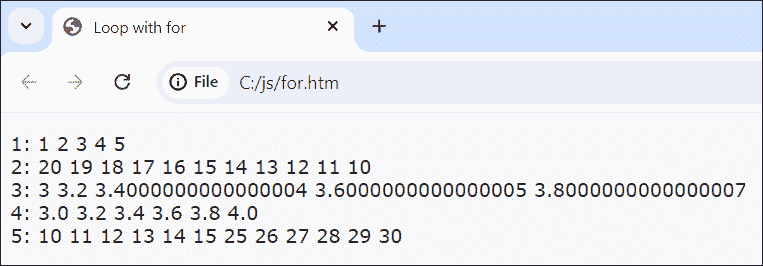 Loop with for
File C:/js/for.htm
1: 1 2 3 4 5
2: 20 19 18 17 16 15 14 13 12 11 10
3: 3 3.2 3.4000000000000004 3.6000000000000005 3.8000000000000007
4: 3.0 3.2 3.4 3.6 3.8 4.0
5: 10 11 12 13 14 15 25 26 27 28 29 30